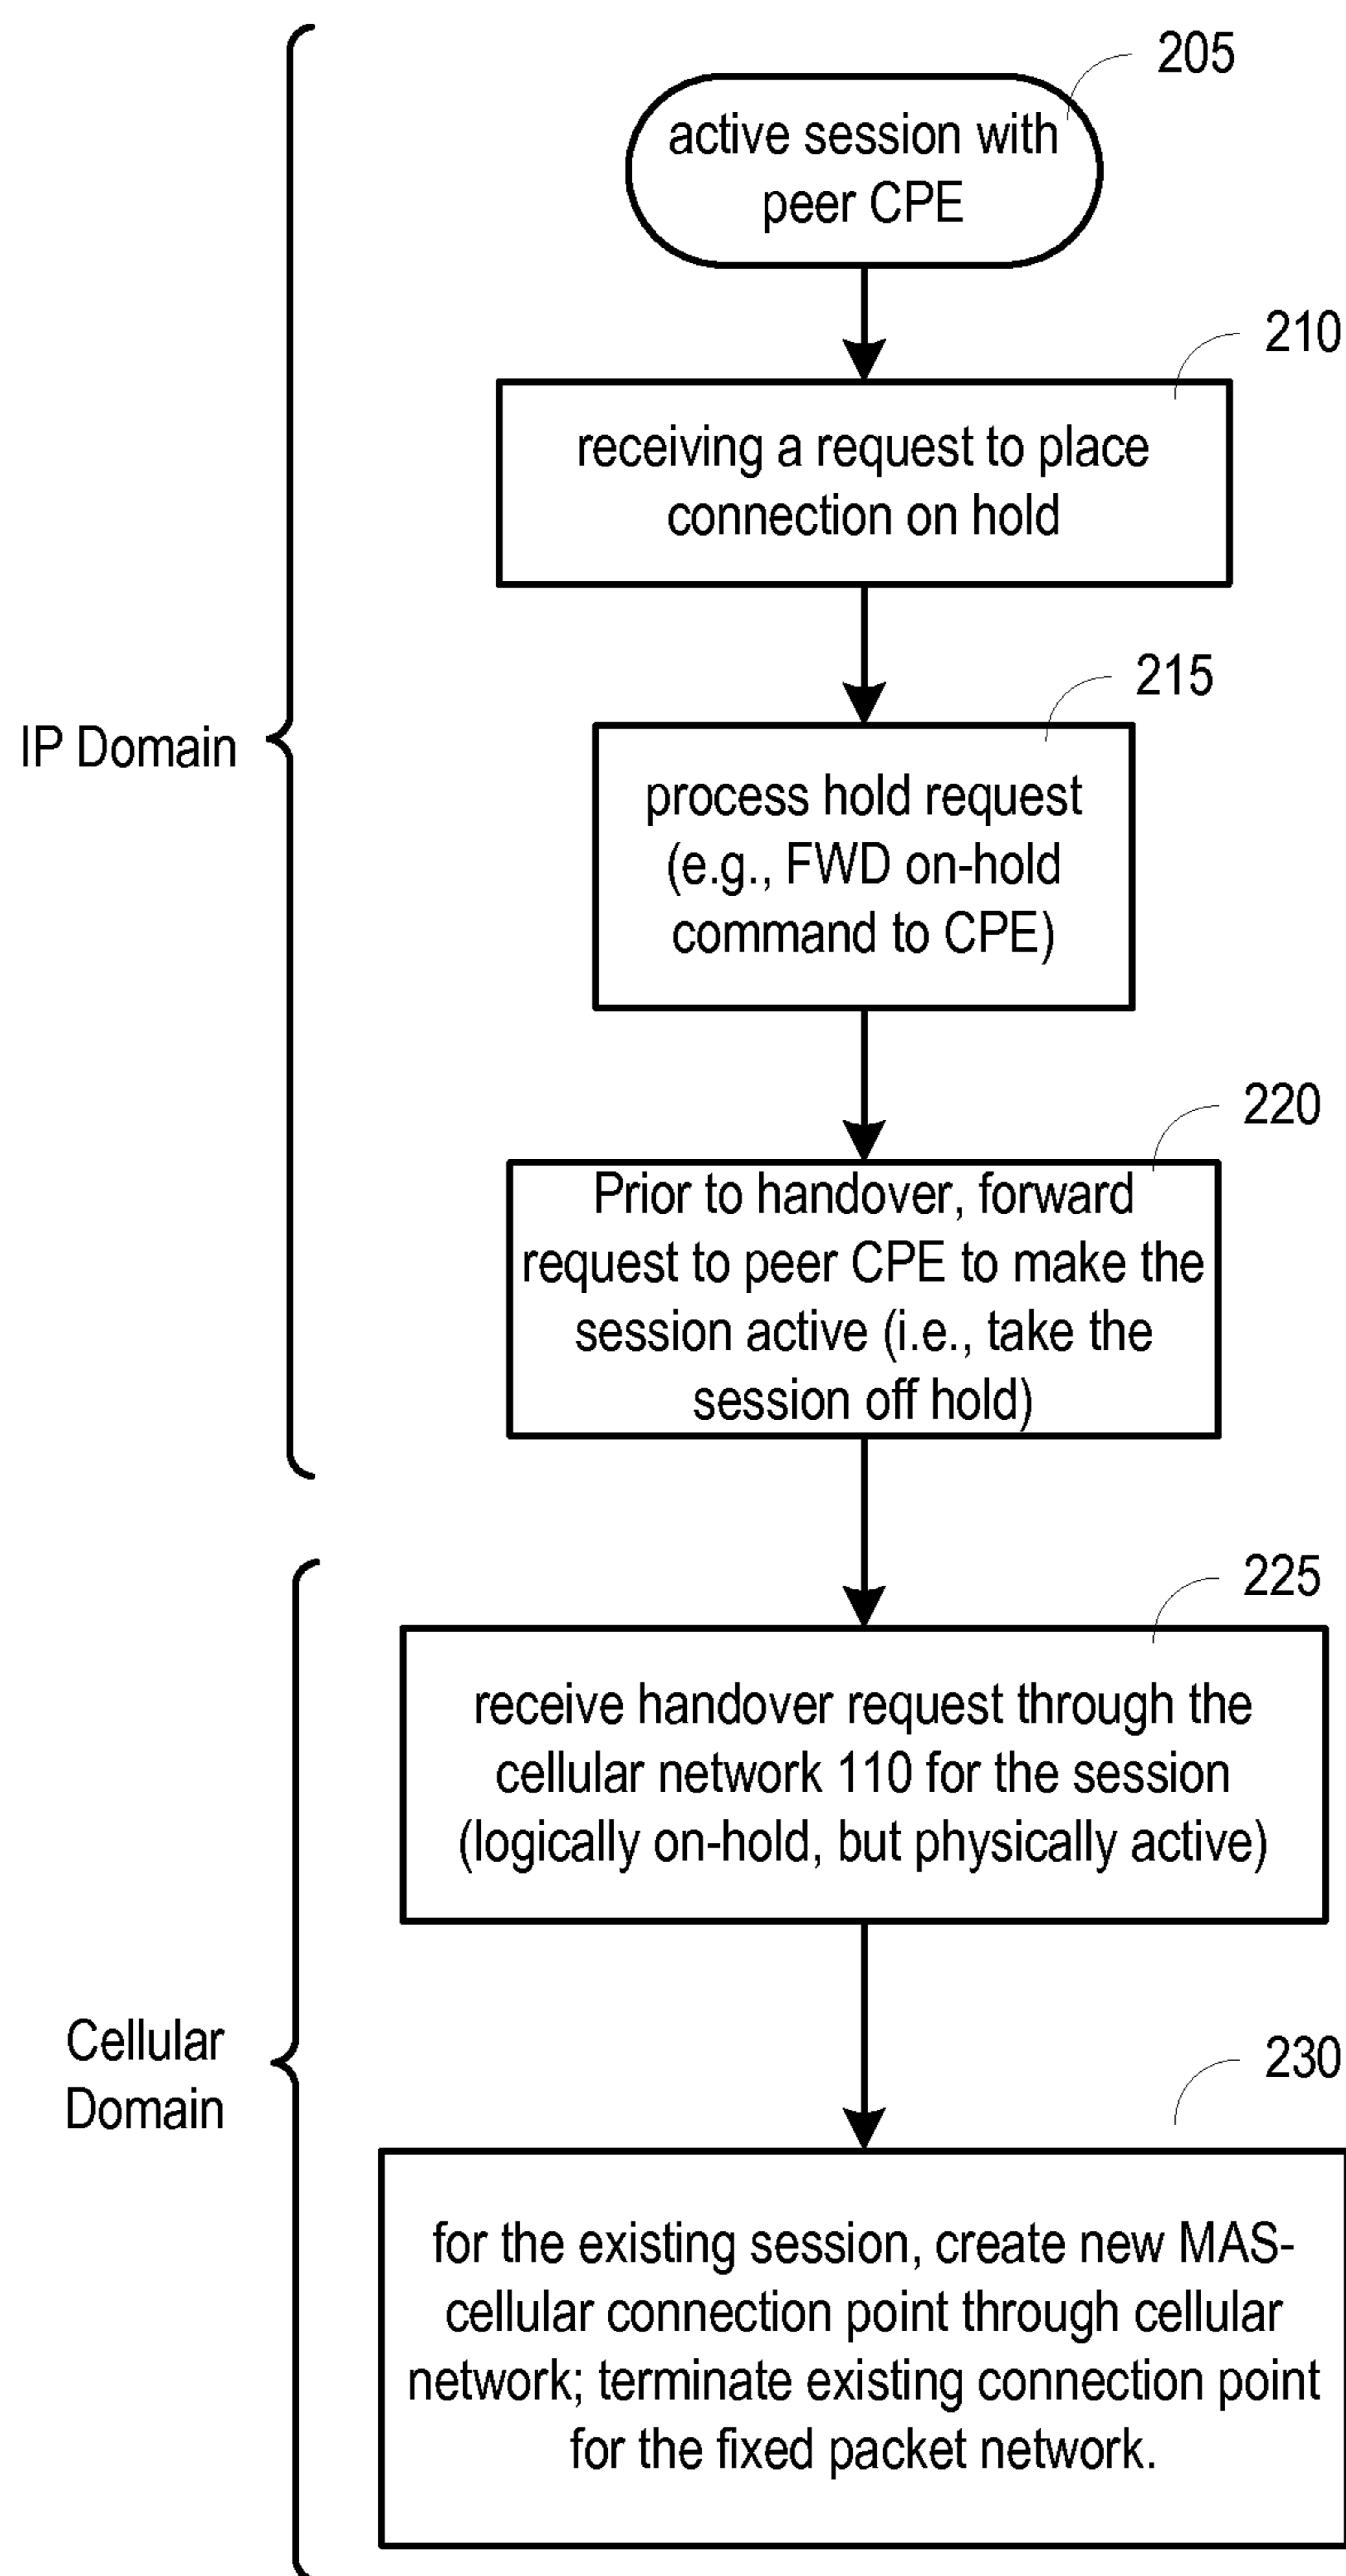 205
active session with
peer CPE
210
receiving a request to place
connection on hold
215
IP Domain
process hold request
(e.g., FWD on-hold
command to CPE)
220
Prior to handover, forward
request to peer CPE to make the
session active (i.e., take the
session off hold)
225
receive handover request through the
cellular network 110 for the session
(logically on-hold, but physically active)
Cellular
Domain
230
for the existing session, create new MAS-
cellular connection point through cellular
network; terminate existing connection point
for the fixed packet network.